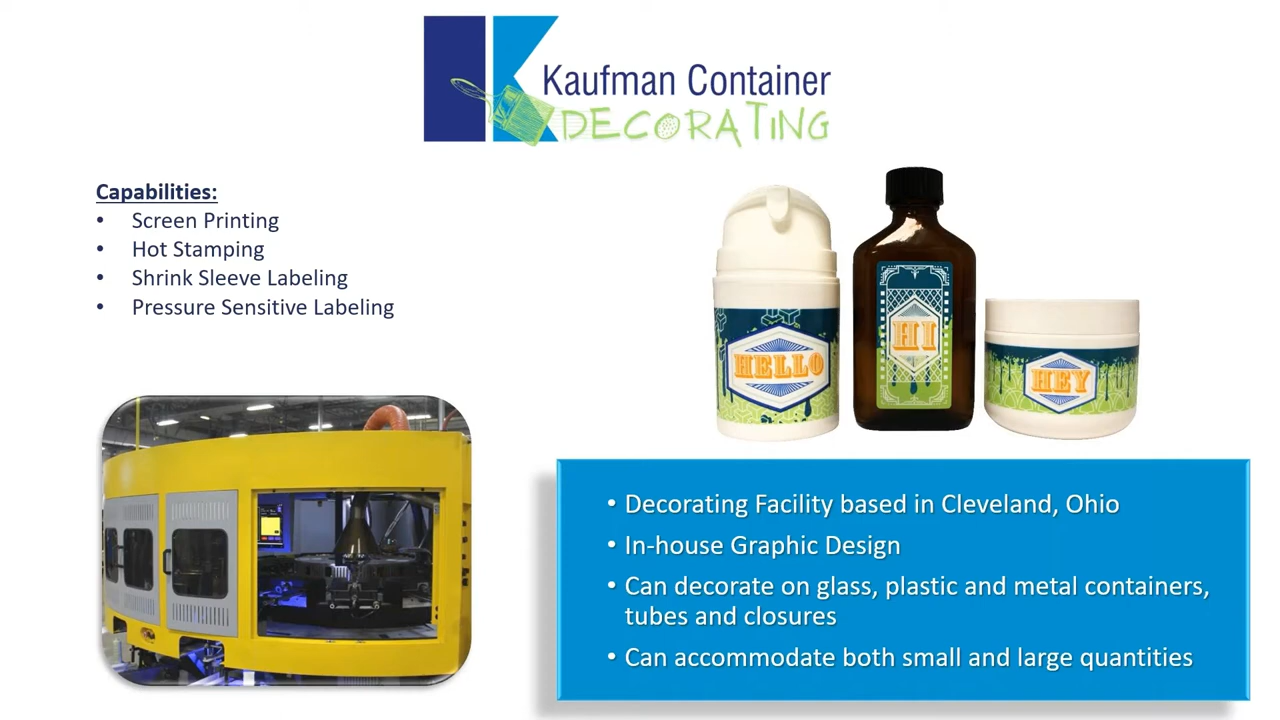 Kaufman Container
DECORATING
Capabilities:
• Screen Printing
• Hot Stamping
• Shrink Sleeve Labeling
• Pressure Sensitive Labeling
HELLO
HI
HEY
• Decorating Facility based in Cleveland, Ohio
• In-house Graphic Design
• Can decorate on glass, plastic and metal containers,
tubes and closures
• Can accommodate both small and large quantities